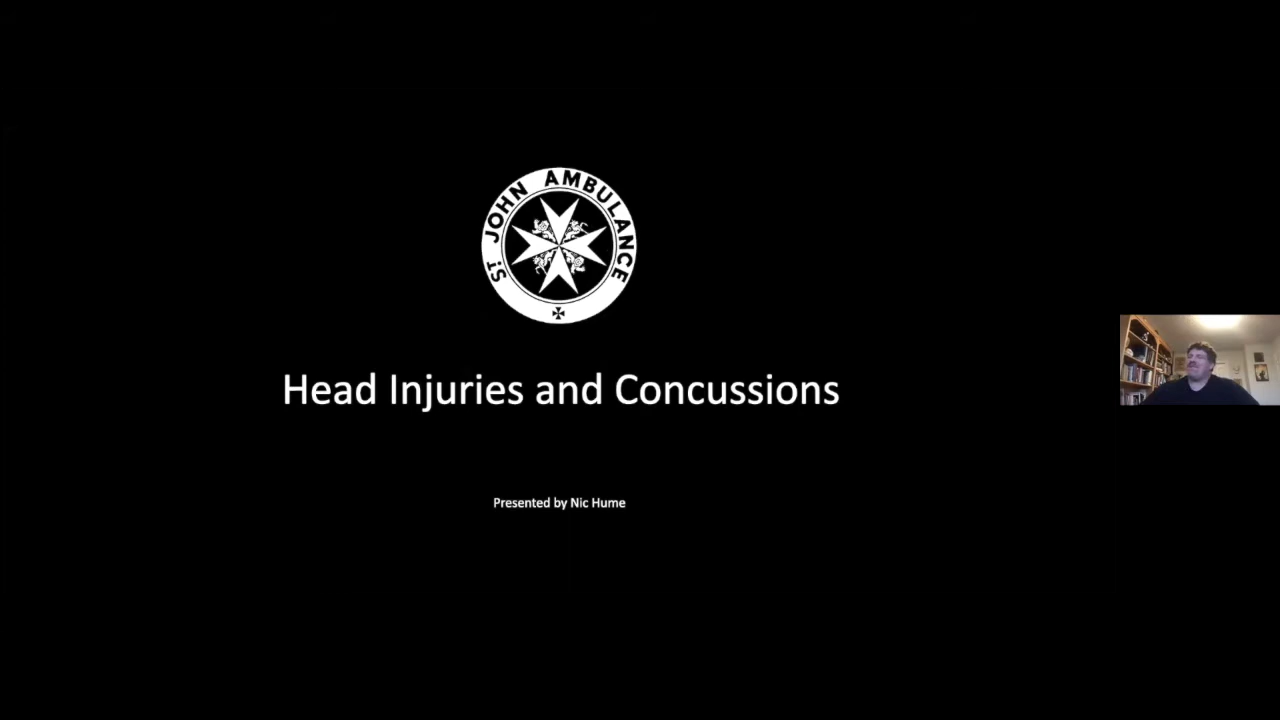 St JOHN AMBULANCE
Head Injuries and Concussions
Presented by Nic Hume